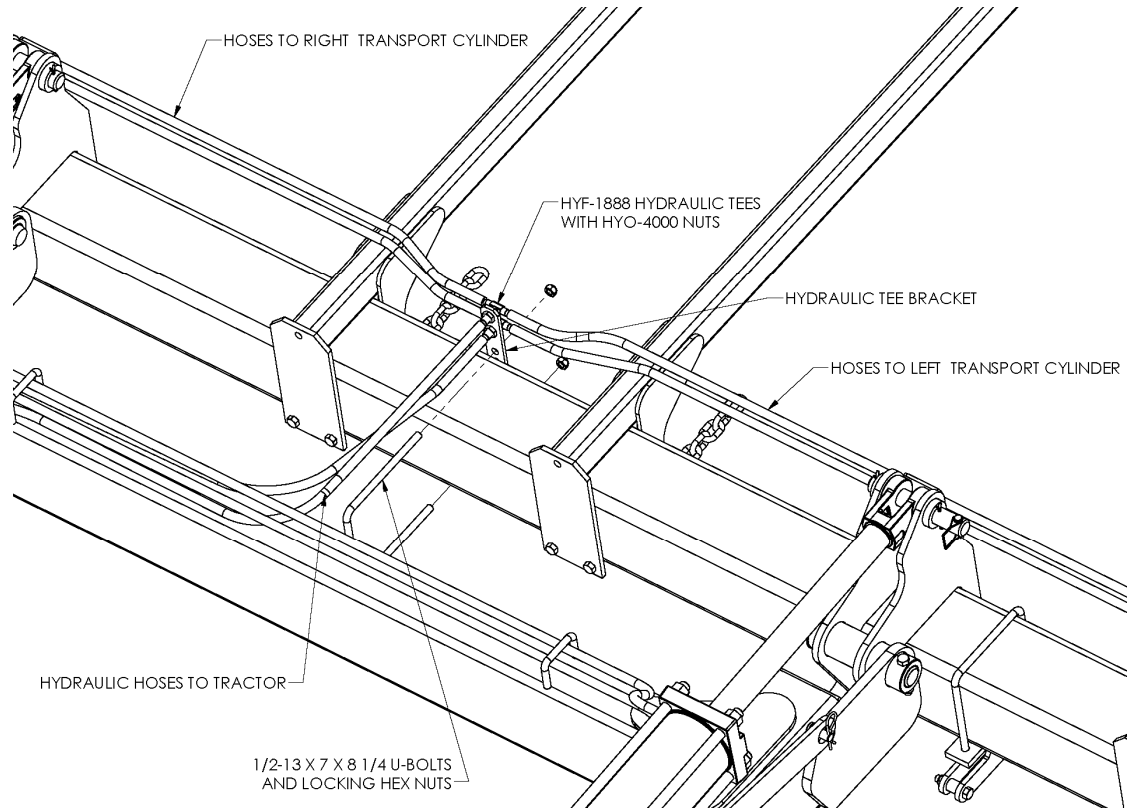 HOSES TO RIGHT TRANSPORT CYLINDER
HYF-1888 HYDRAULIC TEES
WITH HYO-4000 NUTS
HYDRAULIC TEE BRACKET
HOSES TO LEFT TRANSPORT CYLINDER
HYDRAULIC HOSES TO TRACTOR
1/2-13 X 7 X 8 1/4 U-BOLTS
AND LOCKING HEX NUTS